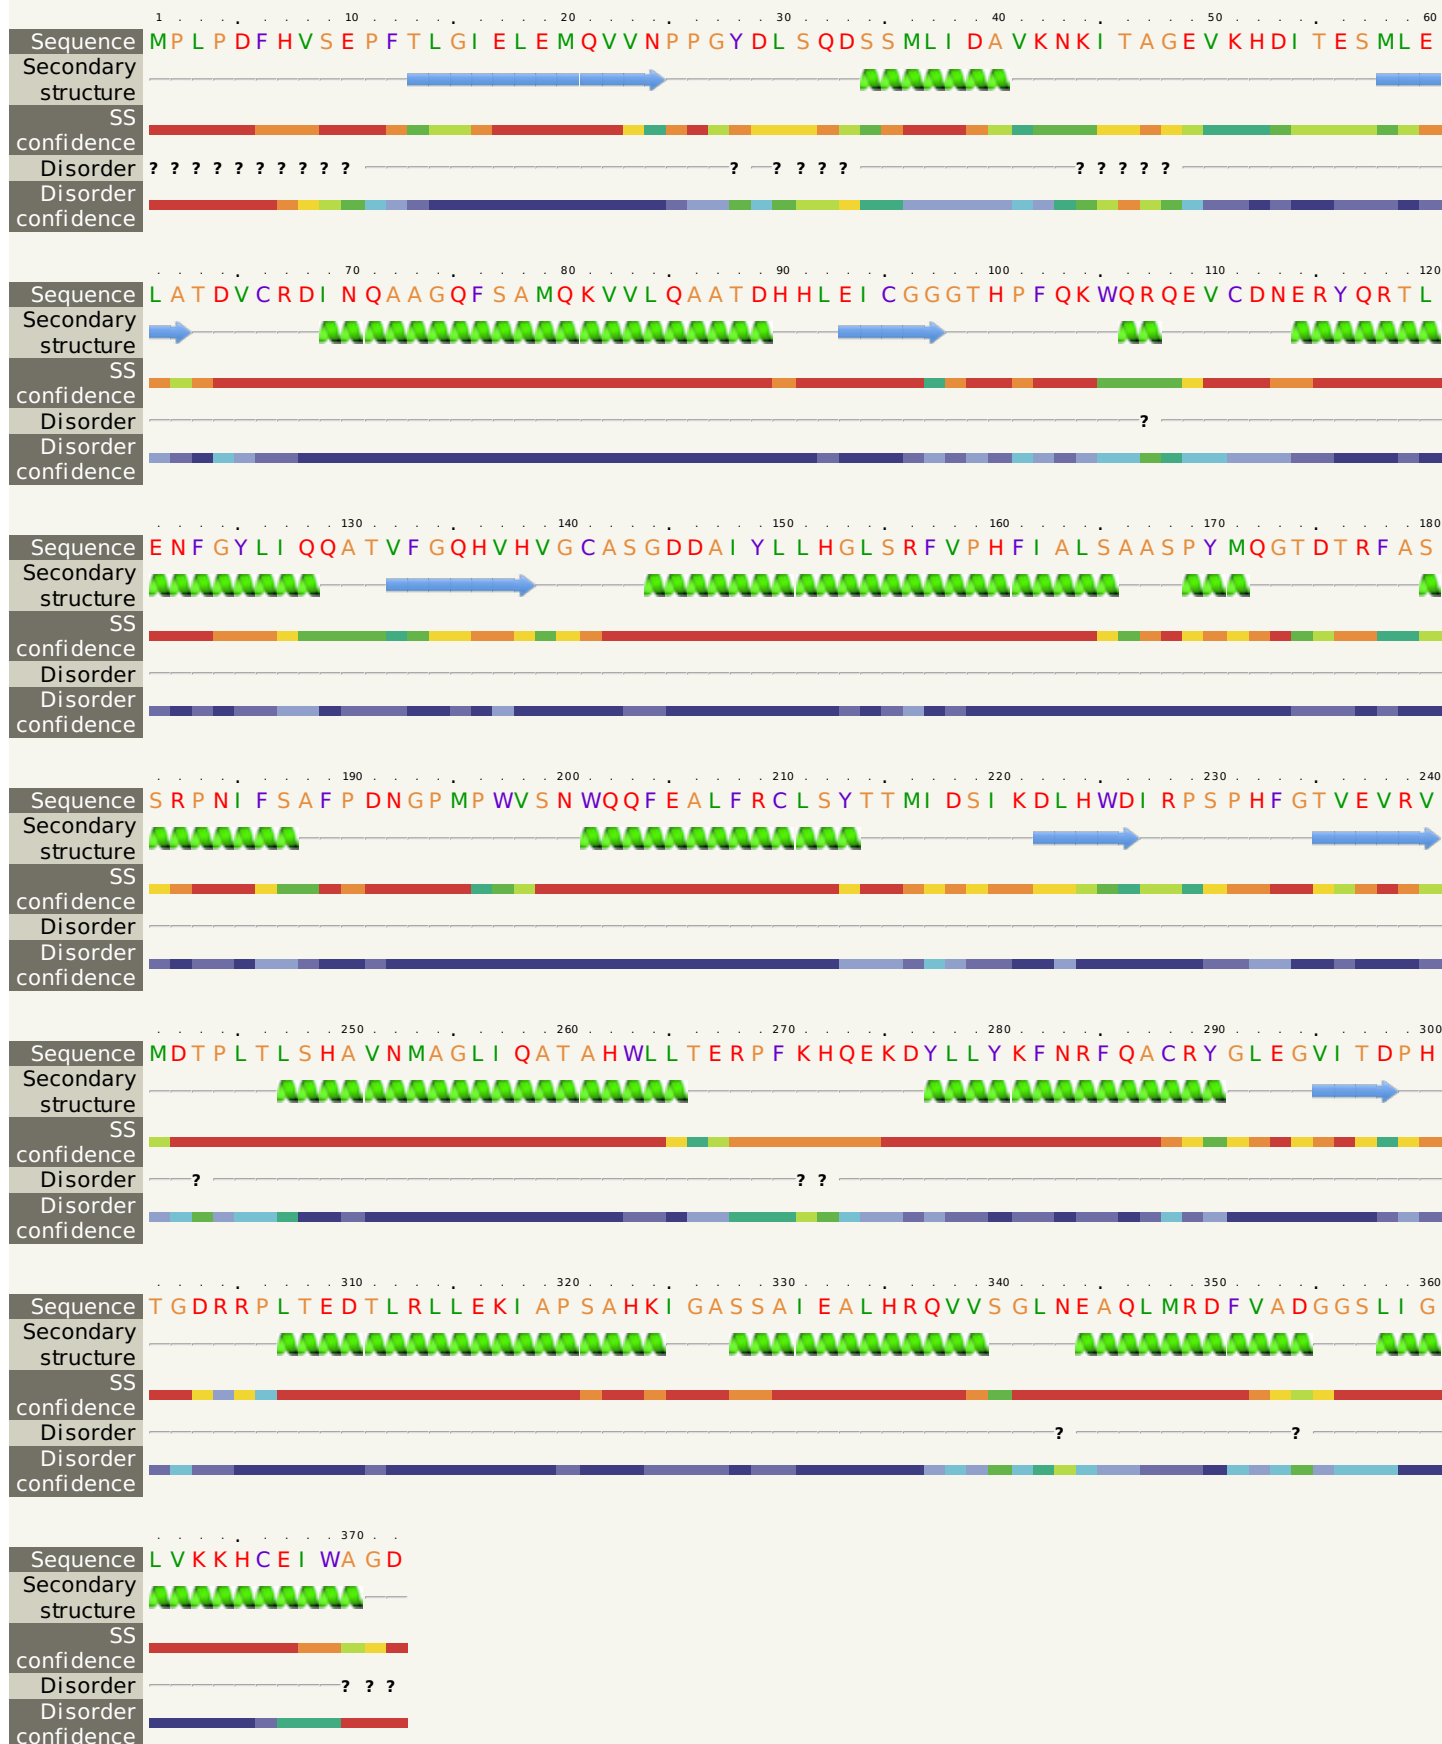 1 . . . . . . . . 10 . . . . . . . . . 20 . . . . . . . . . 30 . . . . . . . . . 40 . . . . . . . . . 50 . . . . . . . . . 60
Sequence MPLPDFHVSEPFTLGIELEMQVVNPPGYDLSQDSSMLIDAVKNKITAGEVKHDITESMLE
Secondary
structure
SS
confidence
Disorder ? ? ? ? ? ? ? ? ? ? ? ? ? ? ? ? ? ? ? ?
Disorder
confidence
. . . . . . . . . 70 . . . . . . . . . 80 . . . . . . . . . 90 . . . . . . . . . 100 . . . . . . . . . 110 . . . . . . . . . 120
Sequence LATDVCRDINQAAGQFSAMQKVVLQAATDHHLEICGGGTHPFQKWQRQEVCDNERYQRTL
Secondary
structure
SS
confidence
Disorder ?
Disorder
confidence
. . . . . . . . . 130 . . . . . . . . . 140 . . . . . . . . . 150 . . . . . . . . . 160 . . . . . . . . . 170 . . . . . . . . . 180
Sequence ENFGYLIQQATVFGQHVHVGCASGDDAIYLLHGLSRFVPHFIALSAASPYMQGTDTRFAS
Secondary
structure
SS
confidence
Disorder
Disorder
confidence
. . . . . . . . . 190 . . . . . . . . . 200 . . . . . . . . . 210 . . . . . . . . . 220 . . . . . . . . . 230 . . . . . . . . . 240
Sequence SRPNIFSAFPDNGPMPWVSNWQQFEALFRCLSYTTMIDSIKDLHWDIRPSPHFGTVEVRV
Secondary
structure
SS
confidence
Disorder
Disorder
confidence
. . . . . . . . . 250 . . . . . . . . . 260 . . . . . . . . . 270 . . . . . . . . . 280 . . . . . . . . . 290 . . . . . . . . . 300
Sequence MDTPLTLSHAVNMAGLIQATAHWLLTERPFKHQEKDYLLYKFNRFQACRYGLEGVITDPH
Secondary
structure
SS
confidence
Disorder ? ? ?
Disorder
confidence
. . . . . . . . . 310 . . . . . . . . . 320 . . . . . . . . . 330 . . . . . . . . . 340 . . . . . . . . . 350 . . . . . . . . . 360
Sequence TGDRRPLTEDTLRLLEKIAPSAHKIGASSAIEALHRQVVSGLNEAQLMRDFVADGGSLIG
Secondary
structure
SS
confidence
Disorder ? ?
Disorder
confidence
. . . . . . . . . 370 . .
Sequence LVKKHCEIWAGD
Secondary
structure
SS
confidence
Disorder ? ? ?
Disorder
confidence